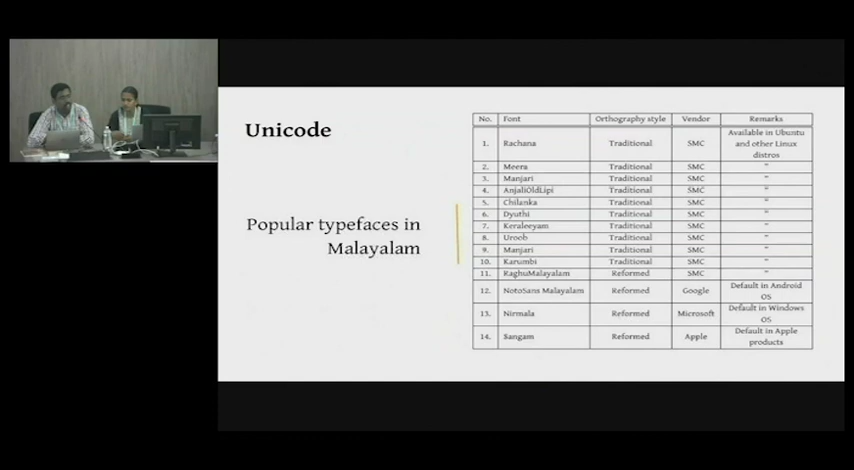 Unicode
Popular typefaces in
Malayalam
No. Font Orthography style Vendor Remarks
1. Rachana Traditional SMC Available in Ubuntu and other Linux distros
2. Meera Traditional SMC "
3. Manjari Traditional SMC "
4. AnjaliOldLipi Traditional SMC "
5. Chilanka Traditional SMC "
6. Dyuthi Traditional SMC "
7. Keraleeyam Traditional SMC "
8. Uroob Traditional SMC "
9. Manjari Traditional SMC "
10. Karumbi Traditional SMC "
11. RaghuMalayalam Reformed SMC "
12. NotoSans Malayalam Reformed Google Default in Android OS
13. Nirmala Reformed Microsoft Default in Windows OS
14. Sangam Reformed Apple Default in Apple products